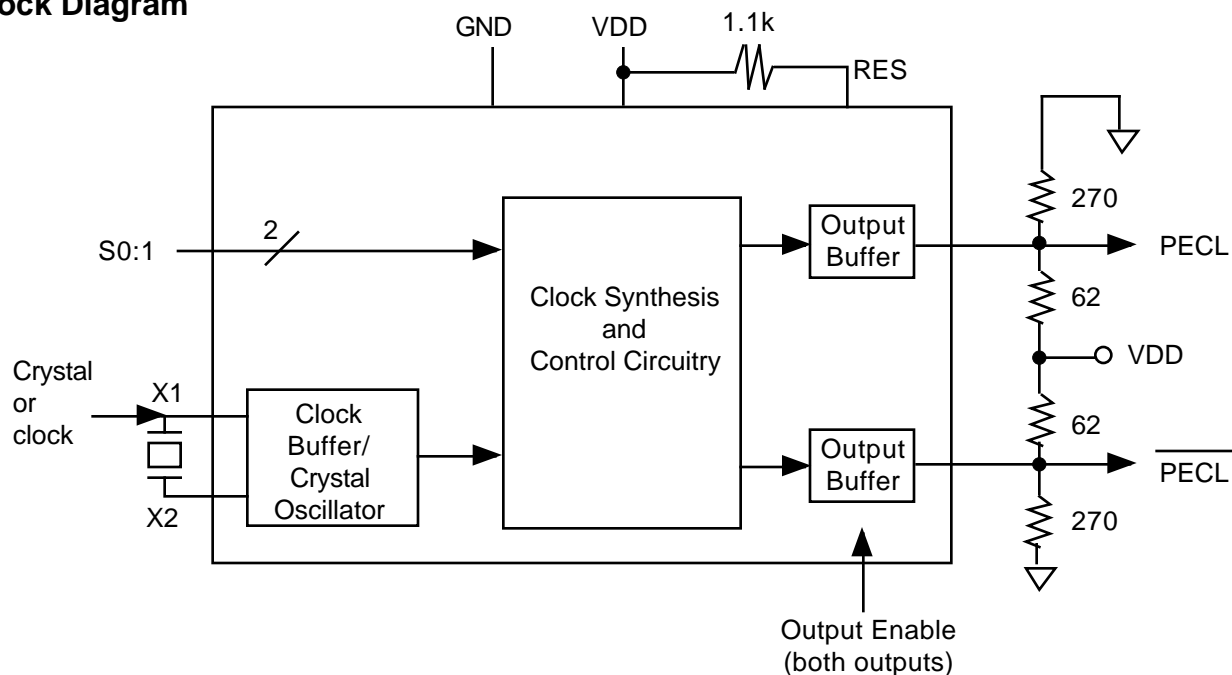 ock Diagram
GND
VDD
1.1k
RES
270
S0:1
2
Output
Buffer
PECL
Clock Synthesis
and
Control Circuitry
62
VDD
Crystal
or
clock
X1
X2
Clock
Buffer/
Crystal
Oscillator
62
Output
Buffer
PECL
270
Output Enable
(both outputs)